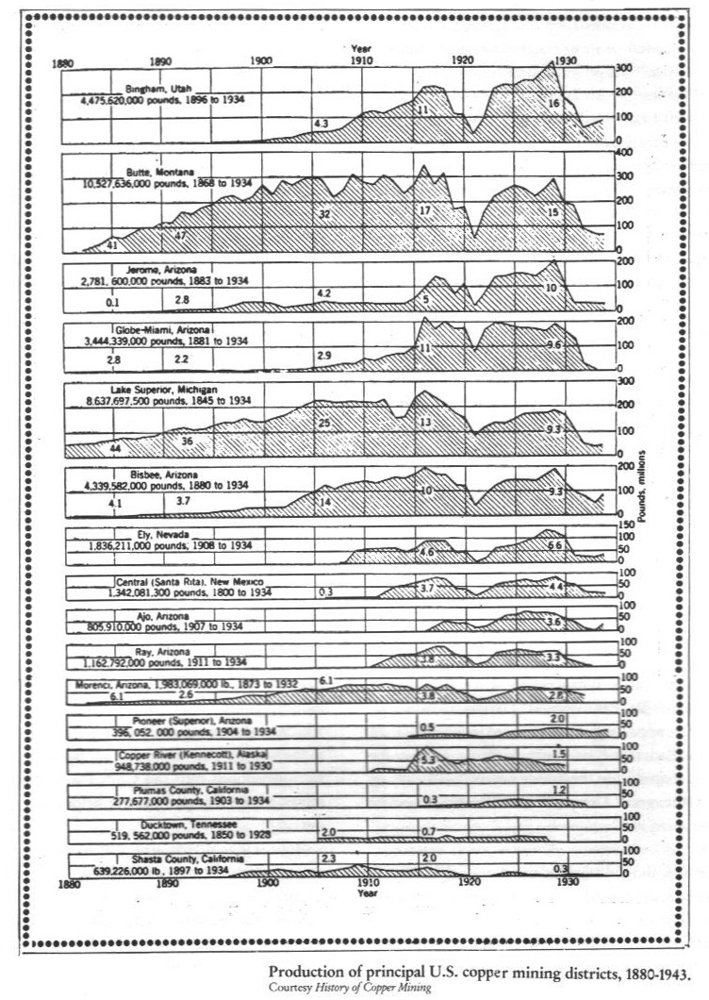 Year
1880 1890 1900 1910 1920 1930
Bingham, Utah
4,475,620,000 pounds, 1896 to 1934
4.3 11 16
300
200
100
0
Butte, Montana
10,527,636,000 pounds, 1868 to 1934
41 47 32 17 15
400
300
200
100
0
Jerome, Arizona
2,781, 600,000 pounds, 1883 to 1934
0.1 2.8 4.2 5 10
200
100
0
Globe-Miami, Arizona
3,444,339,000 pounds, 1881 to 1934
2.8 2.2 2.9 11 9.6
200
100
0
Lake Superior, Michigan
8,637,697,500 pounds, 1845 to 1934
44 36 25 13 9.3
300
200
100
0
Bisbee, Arizona
4,339,582,000 pounds, 1880 to 1934
4.1 3.7 14 10 9.3
200
100
0
Pounds, millions
Ely, Nevada
1,836,211,000 pounds, 1908 to 1934
4.6 6.6
150
100
50
0
Central (Santa Rita), New Mexico
1,342,081,300 pounds, 1800 to 1934
0.3 3.7 4.4
100
50
0
Ajo, Arizona
805,910,000 pounds, 1907 to 1934
3.6
100
50
0
Ray, Arizona
1,162,792,000 pounds, 1911 to 1934
3.8 3.3
100
50
0
Morenci, Arizona, 1,983,069,000 lb., 1873 to 1932
6.1 2.6 6.1 3.8 2.8
100
50
0
Pioneer (Superior), Arizona
396, 052, 000 pounds, 1904 to 1934
0.5 2.0
100
50
0
Copper River (Kennecott), Alaska
948,738,000 pounds, 1911 to 1930
5.3 1.5
100
50
0
Plumas County, California
277,677,000 pounds, 1903 to 1934
0.3 1.2
100
50
0
Ducktown, Tennessee
519, 562,000 pounds, 1850 to 1928
2.0 0.7
100
50
0
Shasta County, California
639,226,000 lb., 1897 to 1934
2.3 2.0 0.3
100
50
0
1880 1890 1900 1910 1920 1930
Year
Production of principal U.S. copper mining districts, 1880-1943.
Courtesy History of Copper Mining